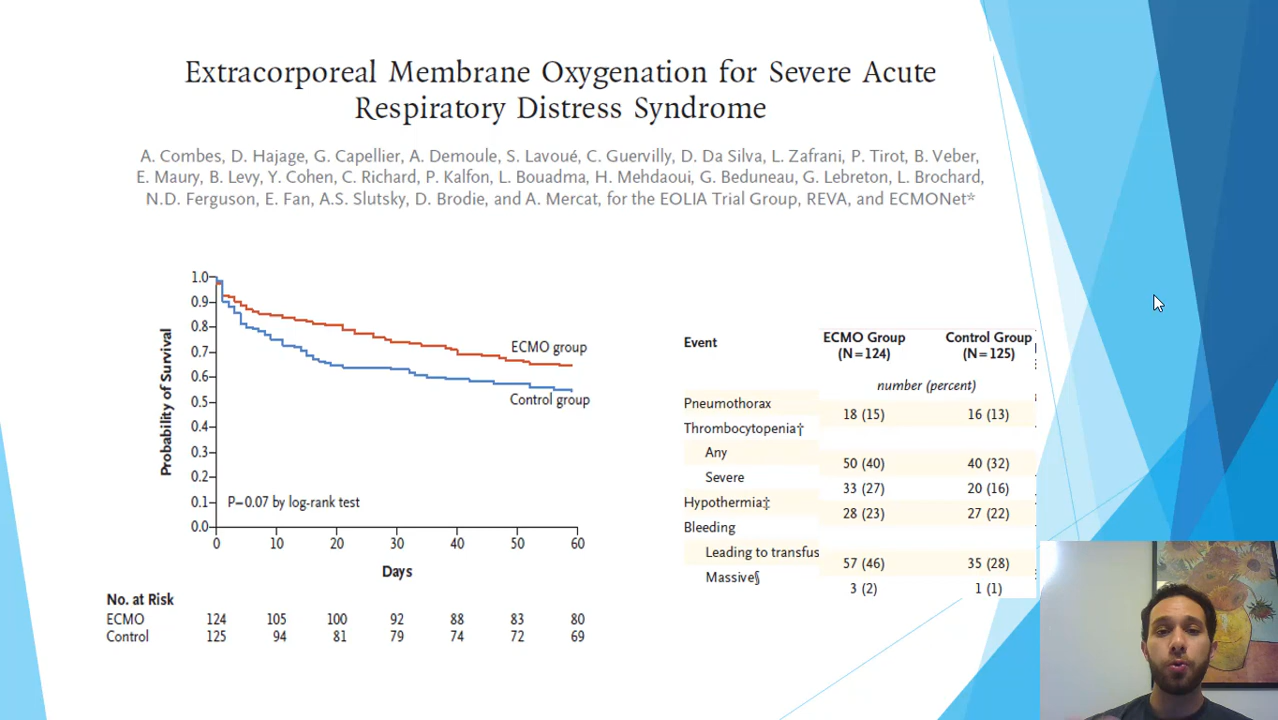 Extracorporeal Membrane Oxygenation for Severe Acute
Respiratory Distress Syndrome
A. Combes, D. Hajage, G. Capellier, A. Demoule, S. Lavoué, C. Guervilly, D. Da Silva, L. Zafrani, P. Tirot, B. Veber,
E. Maury, B. Levy, Y. Cohen, C. Richard, P. Kalfon, L. Bouadma, H. Mehdaoui, G. Beduneau, G. Lebreton, L. Brochard,
N.D. Ferguson, E. Fan, A.S. Slutsky, D. Brodie, and A. Mercat, for the EOLIA Trial Group, REVA, and ECMONet*
Probability of Survival
1.0
0.9
0.8
0.7
0.6
0.5
0.4
0.3
0.2
0.1
0.0
ECMO group
Control group
P=0.07 by log-rank test
0 10 20 30 40 50 60
Days
No. at Risk
ECMO 124 105 100 92 88 83 80
Control 125 94 81 79 74 72 69
Event ECMO Group Control Group
(N=124) (N=125)
number (percent)
Pneumothorax 18 (15) 16 (13)
Thrombocytopenia†
Any 50 (40) 40 (32)
Severe 33 (27) 20 (16)
Hypothermia‡ 28 (23) 27 (22)
Bleeding
Leading to transfus 57 (46) 35 (28)
Massive§ 3 (2) 1 (1)